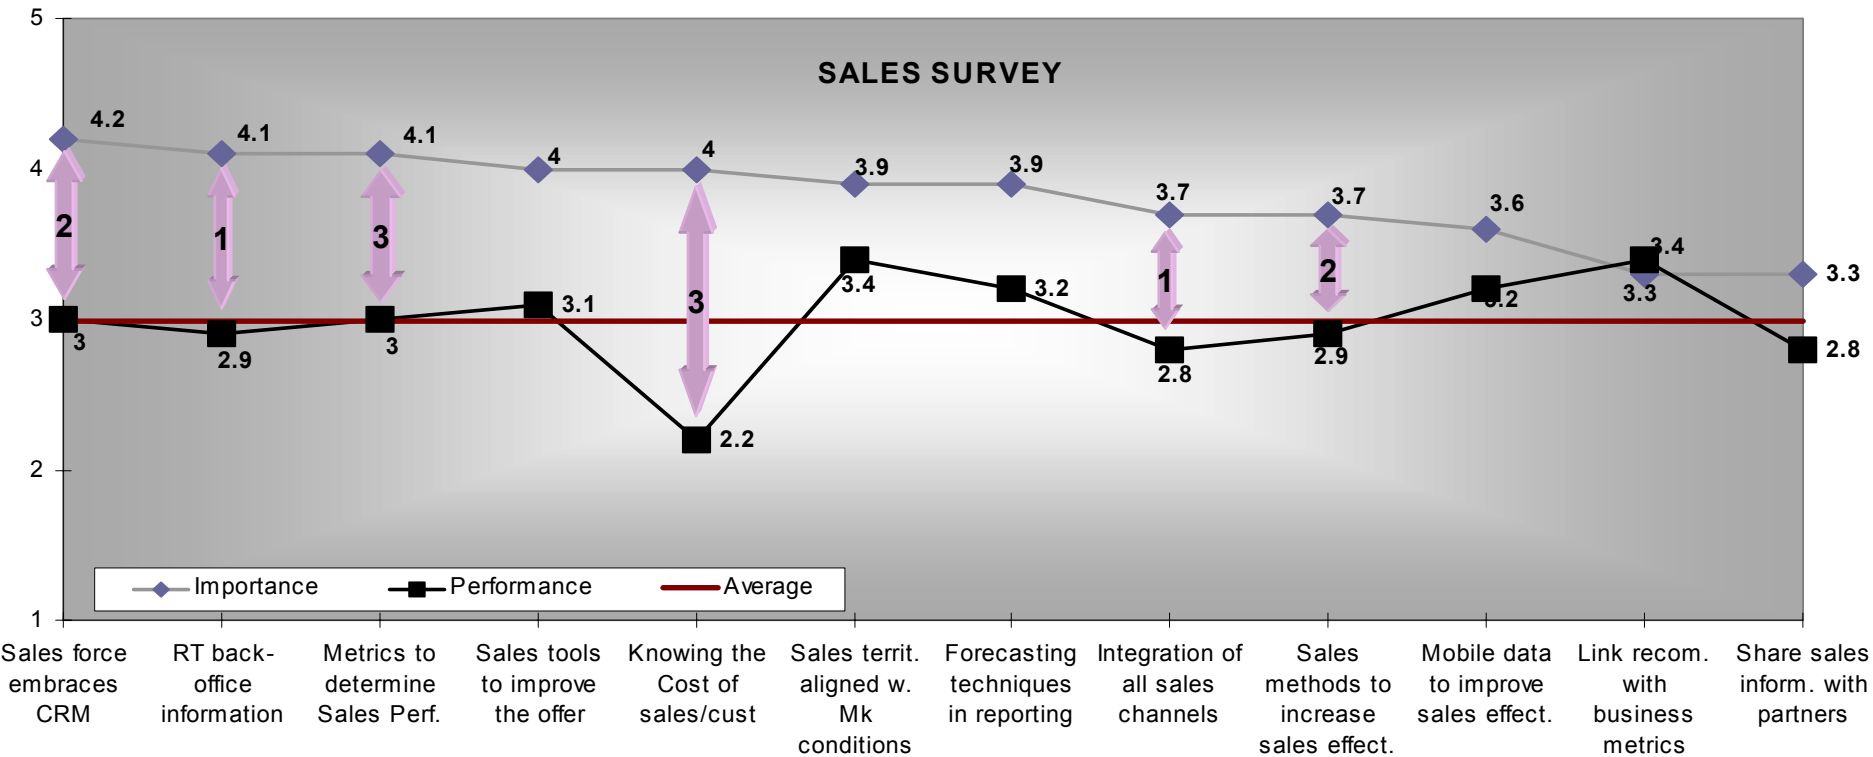 5
SALES SURVEY
4.2
4.1
4.1
4
4
3.9
3.9
3.7
3.7
3.6
3.4
3.3
4
2
1
3
3
1
2
3
3
2.9
3
3.1
2.2
3.4
3.2
2.8
2.9
3.2
3.3
2.8
2
Importance
Performance
Average
1
Sales force
embraces
CRM
RT back-
office
information
Metrics to
determine
Sales Perf.
Sales tools
to improve
the offer
Knowing the
Cost of
sales/cust
Sales territ.
aligned w.
Mk
conditions
Forecasting
techniques
in reporting
Integration of
all sales
channels
Sales
methods to
increase
sales effect.
Mobile data
to improve
sales effect.
Link recom.
with
business
metrics
Share sales
inform. with
partners